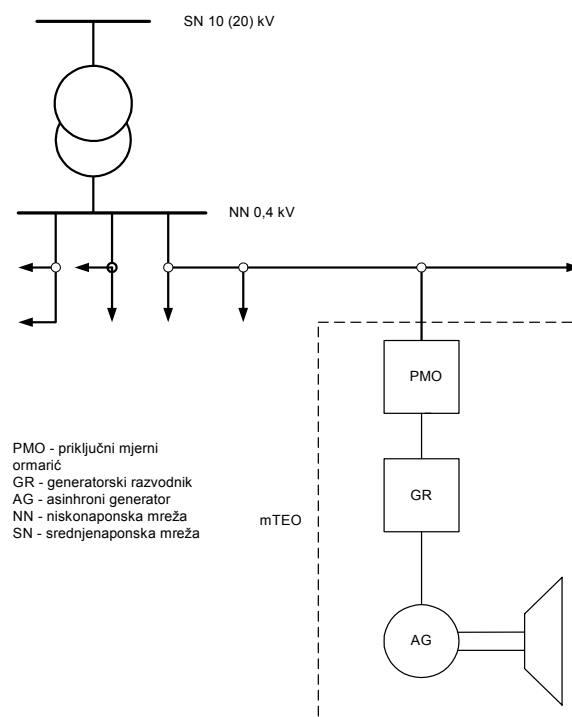 SN 10 (20) kV
NN 0,4 kV
PMO
PMO - priključni mjerni
ormarić
GR - generatorski razvodnik
AG - asinhroni generator
NN - niskonaponska mreža
SN - srednjenaponska mreža
GR
mTEO
AG